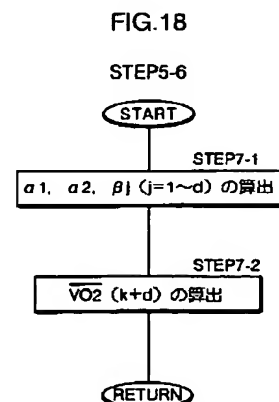 FIG.18
STEP5-6
START
STEP7-1
α1, α2, βj (j=1~d) の算出
STEP7-2
V̅O̅2̅ (k+d) の算出
RETURN